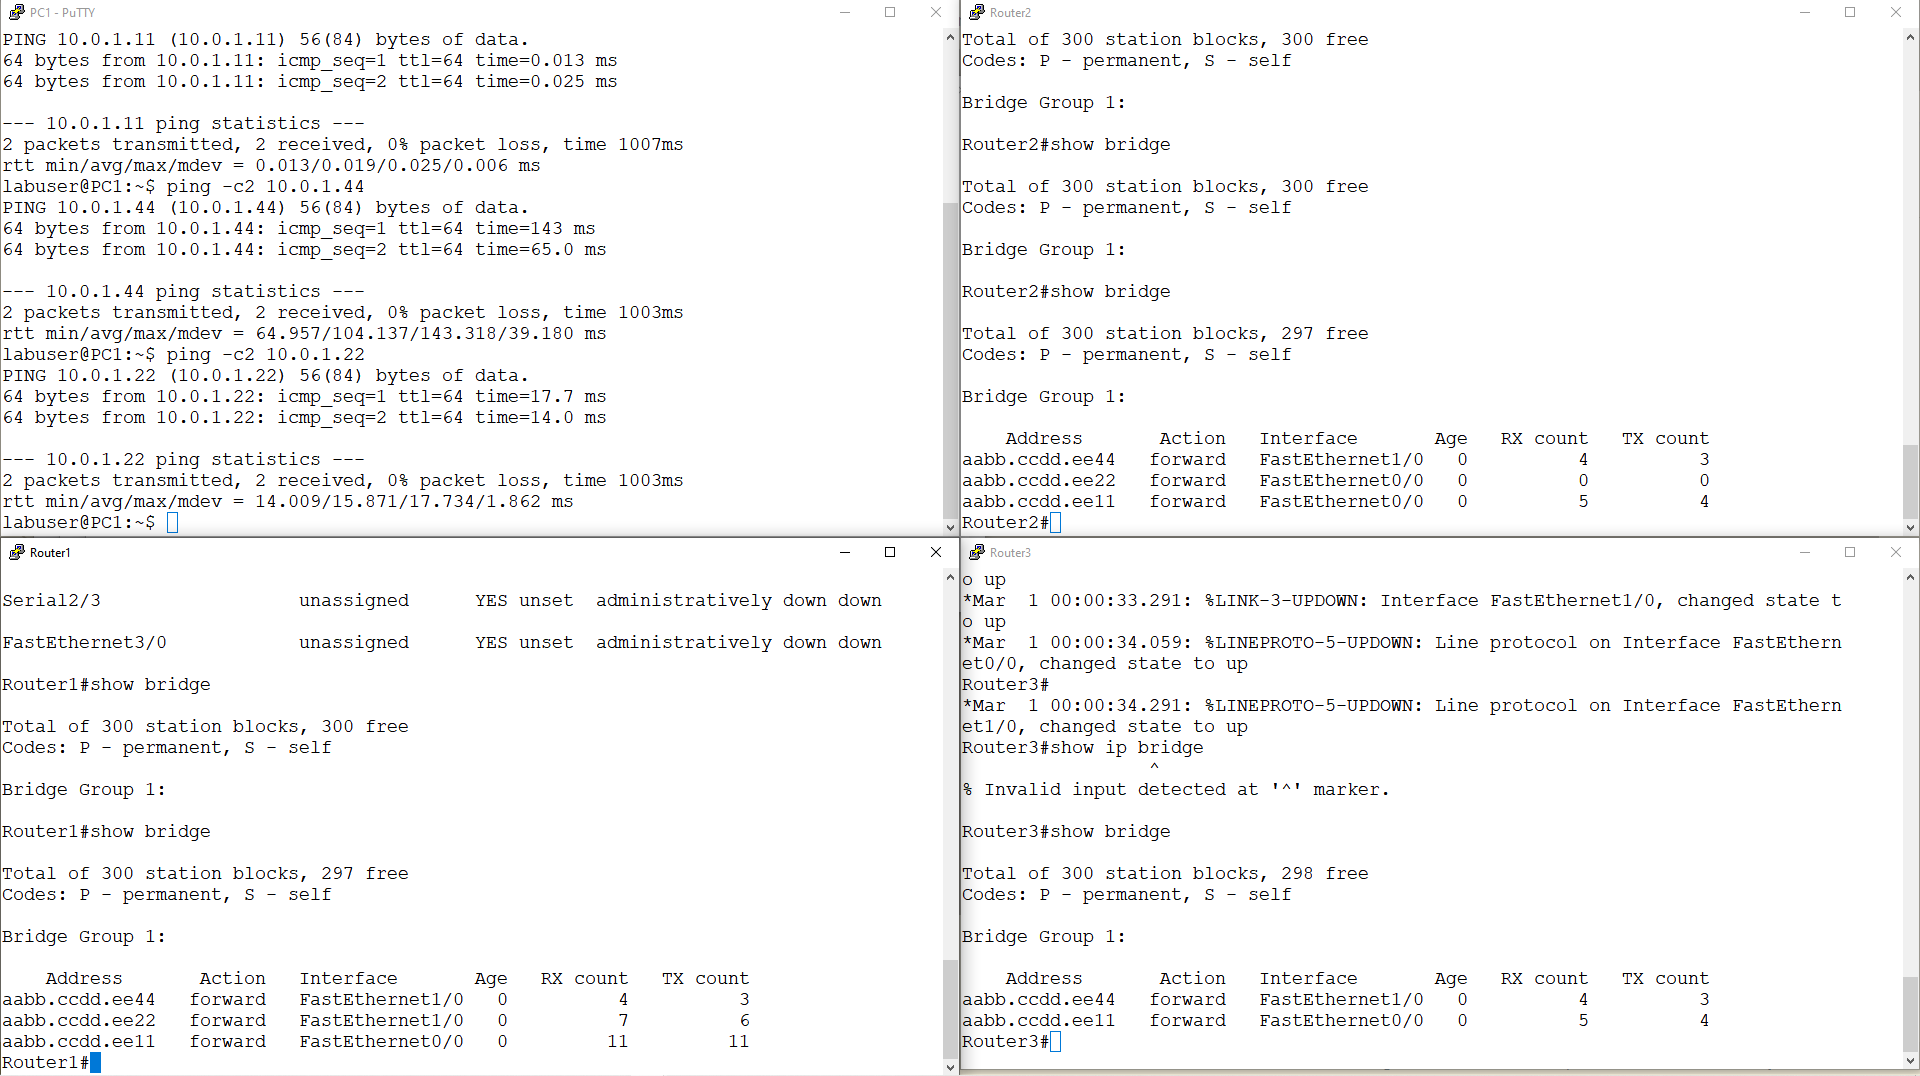 PC1 - PuTTY
PING 10.0.1.11 (10.0.1.11) 56(84) bytes of data.
64 bytes from 10.0.1.11: icmp_seq=1 ttl=64 time=0.013 ms
64 bytes from 10.0.1.11: icmp_seq=2 ttl=64 time=0.025 ms
--- 10.0.1.11 ping statistics ---
2 packets transmitted, 2 received, 0% packet loss, time 1007ms
rtt min/avg/max/mdev = 0.013/0.019/0.025/0.006 ms
labuser@PC1:~$ ping -c2 10.0.1.44
PING 10.0.1.44 (10.0.1.44) 56(84) bytes of data.
64 bytes from 10.0.1.44: icmp_seq=1 ttl=64 time=143 ms
64 bytes from 10.0.1.44: icmp_seq=2 ttl=64 time=65.0 ms
--- 10.0.1.44 ping statistics ---
2 packets transmitted, 2 received, 0% packet loss, time 1003ms
rtt min/avg/max/mdev = 64.957/104.137/143.318/39.180 ms
labuser@PC1:~$ ping -c2 10.0.1.22
PING 10.0.1.22 (10.0.1.22) 56(84) bytes of data.
64 bytes from 10.0.1.22: icmp_seq=1 ttl=64 time=17.7 ms
64 bytes from 10.0.1.22: icmp_seq=2 ttl=64 time=14.0 ms
--- 10.0.1.22 ping statistics ---
2 packets transmitted, 2 received, 0% packet loss, time 1003ms
rtt min/avg/max/mdev = 14.009/15.871/17.734/1.862 ms
labuser@PC1:~$
Router2
Total of 300 station blocks, 300 free
Codes: P - permanent, S - self
Bridge Group 1:
Router2#show bridge
Total of 300 station blocks, 300 free
Codes: P - permanent, S - self
Bridge Group 1:
Router2#show bridge
Total of 300 station blocks, 297 free
Codes: P - permanent, S - self
Bridge Group 1:
Address Action Interface Age RX count TX count
aabb.ccdd.ee44 forward FastEthernet1/0 0 4 3
aabb.ccdd.ee22 forward FastEthernet0/0 0 0 0
aabb.ccdd.ee11 forward FastEthernet0/0 0 5 4
Router2#
Router1
Serial2/3 unassigned YES unset administratively down down
FastEthernet3/0 unassigned YES unset administratively down down
Router1#show bridge
Total of 300 station blocks, 300 free
Codes: P - permanent, S - self
Bridge Group 1:
Router1#show bridge
Total of 300 station blocks, 297 free
Codes: P - permanent, S - self
Bridge Group 1:
Address Action Interface Age RX count TX count
aabb.ccdd.ee44 forward FastEthernet1/0 0 4 3
aabb.ccdd.ee22 forward FastEthernet1/0 0 7 6
aabb.ccdd.ee11 forward FastEthernet0/0 0 11 11
Router1#
Router3
o up
*Mar 1 00:00:33.291: %LINK-3-UPDOWN: Interface FastEthernet1/0, changed state t
o up
*Mar 1 00:00:34.059: %LINEPROTO-5-UPDOWN: Line protocol on Interface FastEthern
et0/0, changed state to up
Router3#
*Mar 1 00:00:34.291: %LINEPROTO-5-UPDOWN: Line protocol on Interface FastEthern
et1/0, changed state to up
Router3#show ip bridge
^
% Invalid input detected at '^' marker.
Router3#show bridge
Total of 300 station blocks, 298 free
Codes: P - permanent, S - self
Bridge Group 1:
Address Action Interface Age RX count TX count
aabb.ccdd.ee44 forward FastEthernet1/0 0 4 3
aabb.ccdd.ee11 forward FastEthernet0/0 0 5 4
Router3#